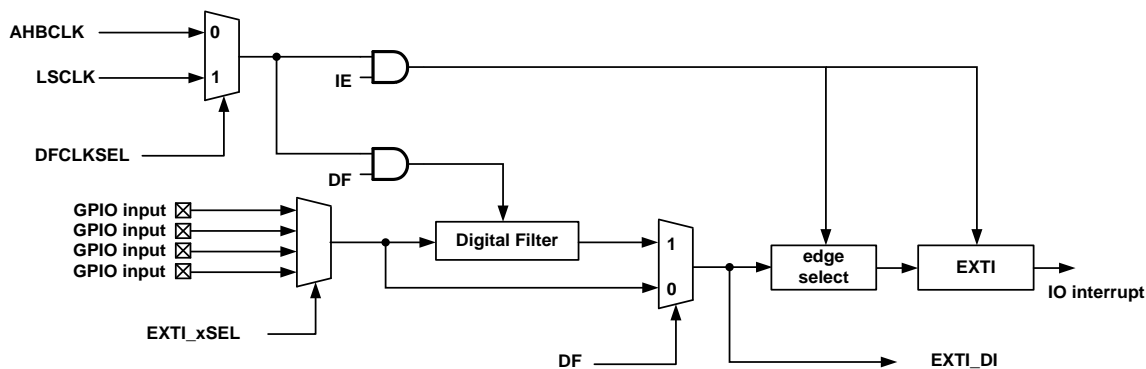 AHBCLK
0
LSCLK
1
IE
DFCLKSEL
DF
GPIO input
GPIO input
GPIO input
GPIO input
Digital Filter
1
0
edge
select
EXTI
IO interrupt
EXTI_xSEL
DF
EXTI_DI